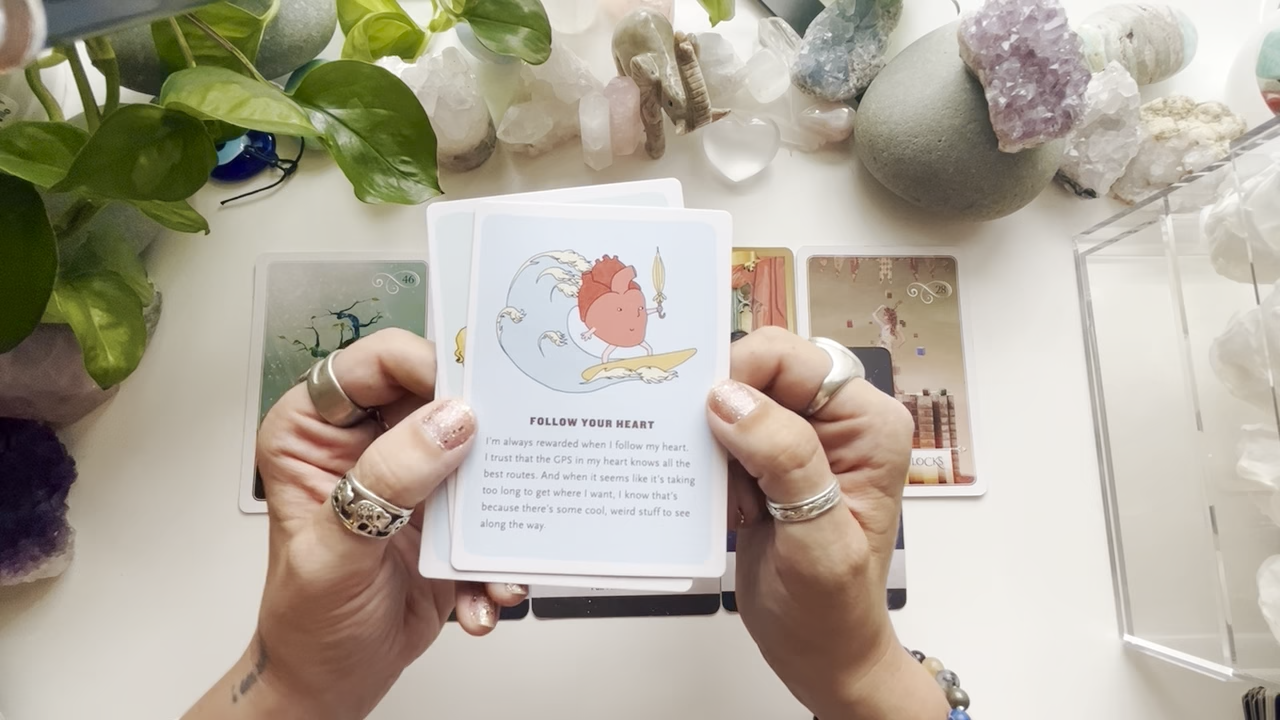 46
28
FOLLOW YOUR HEART
I'm always rewarded when I follow my heart.
I trust that the GPS in my heart knows all the
best routes. And when it seems like it's taking
too long to get where I want, I know that's
because there's some cool, weird stuff to see
along the way.